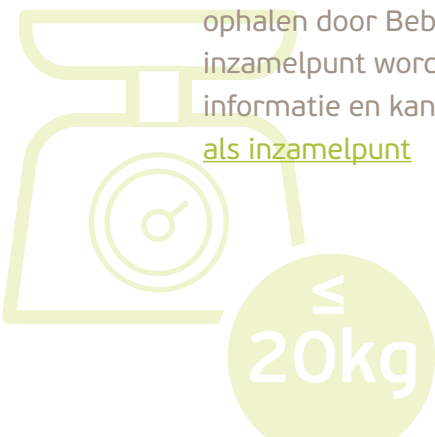 ophalen door Beb
inzamelpunt word
informatie en kan
als inzamelpunt
≤
20kg